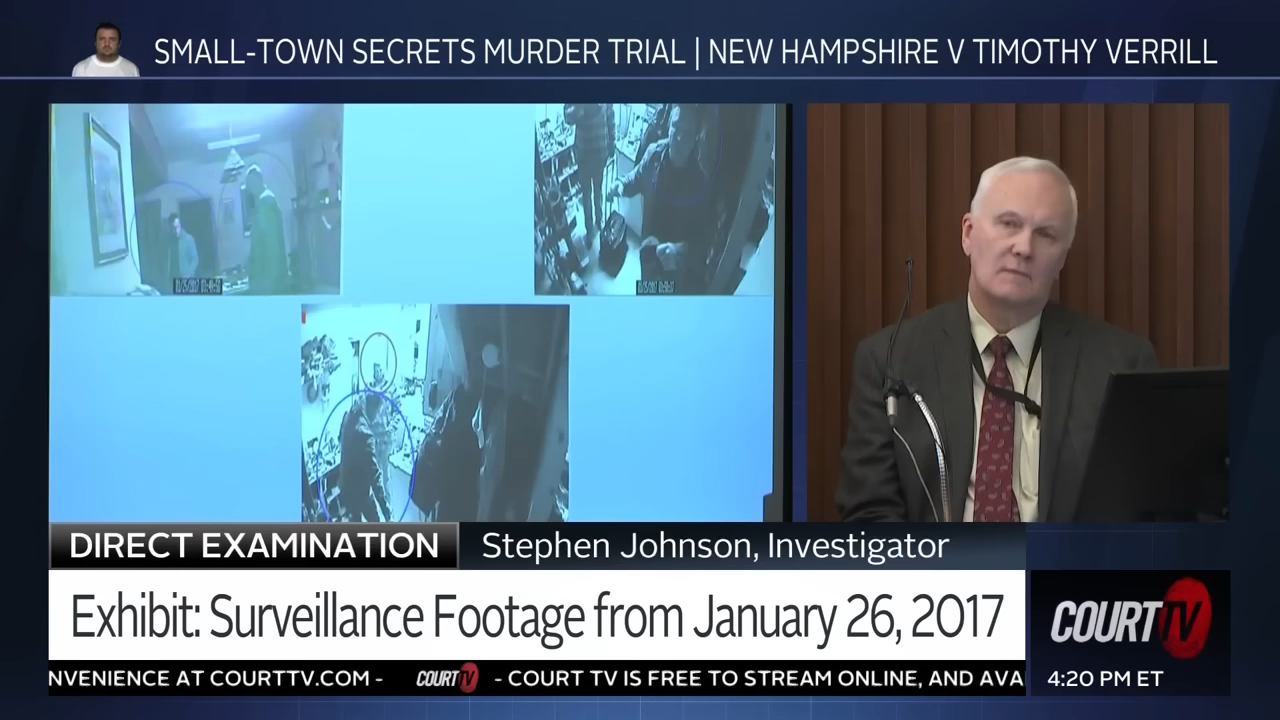 SMALL-TOWN SECRETS MURDER TRIAL | NEW HAMPSHIRE V TIMOTHY VERRILL
DIRECT EXAMINATION
Stephen Johnson, Investigator
Exhibit: Surveillance Footage from January 26, 2017
COURT TV
NVENIENCE AT COURTTV.COM - COURT TV - COURT TV IS FREE TO STREAM ONLINE, AND AVA
4:20 PM ET